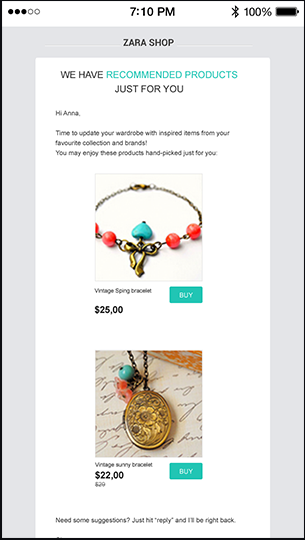 7:10 PM 100%
ZARA SHOP
WE HAVE RECOMMENDED PRODUCTS
JUST FOR YOU
Hi Anna,
Time to update your wardrobe with inspired items from your
favourite collection and brands!
You may enjoy these products hand-picked just for you:
Vintage Sping bracelet
BUY
$25,00
Vintage sunny bracelet
BUY
$22,00
$29
Need some suggestions? Just hit “reply” and I’ll be right back.